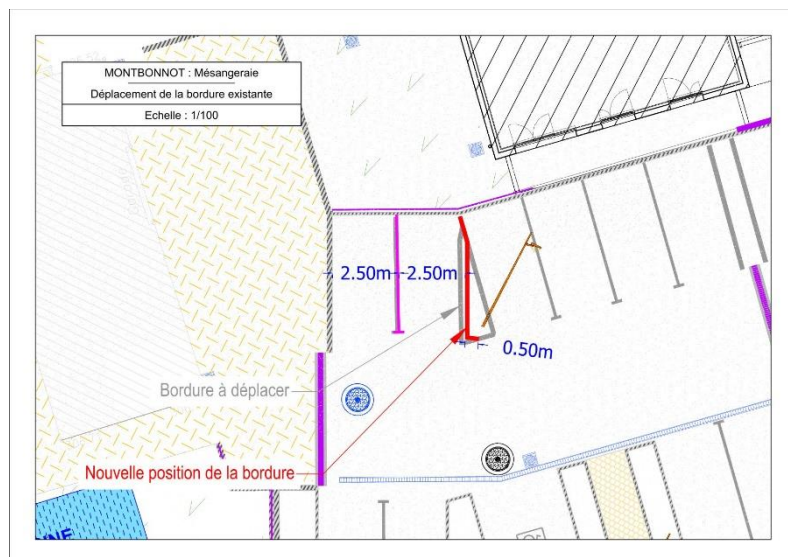 MONTBONNOT : Mésangeraie
Déplacement de la bordure existante
Echelle : 1/100
2.50m
2.50m
0.50m
Bordure à déplacer
Nouvelle position de la bordure